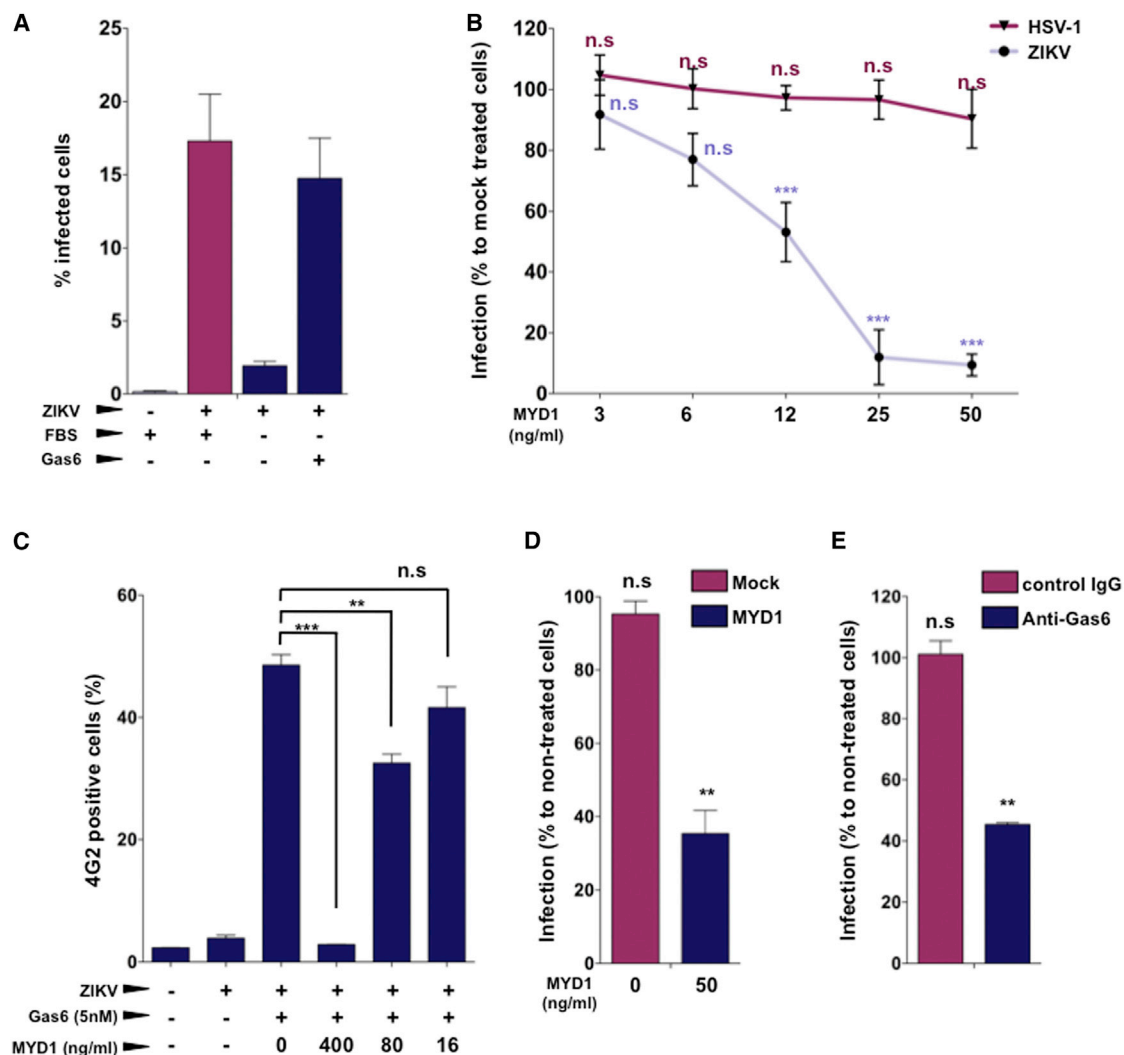 A
25
20
15
10
5
0
% infected cells
ZIKV - + + +
FBS + + - -
Gas6 - - - +
B
HSV-1
ZIKV
120
100
80
60
40
20
0
Infection (% to mock treated cells)
n.s n.s n.s n.s n.s
n.s n.s *** *** ***
MYD1 3 6 12 25 50
(ng/ml)
C
n.s
**
***
60
40
20
0
4G2 positive cells (%)
ZIKV - + + + + +
Gas6 (5nM) - - + + + +
MYD1 (ng/ml) - - 0 400 80 16
D
Mock
MYD1
n.s
**
100
80
60
40
20
0
Infection (% to non-treated cells)
MYD1 0 50
(ng/ml)
E
control IgG
Anti-Gas6
n.s
**
120
100
80
60
40
20
0
Infection (% to non-treated cells)